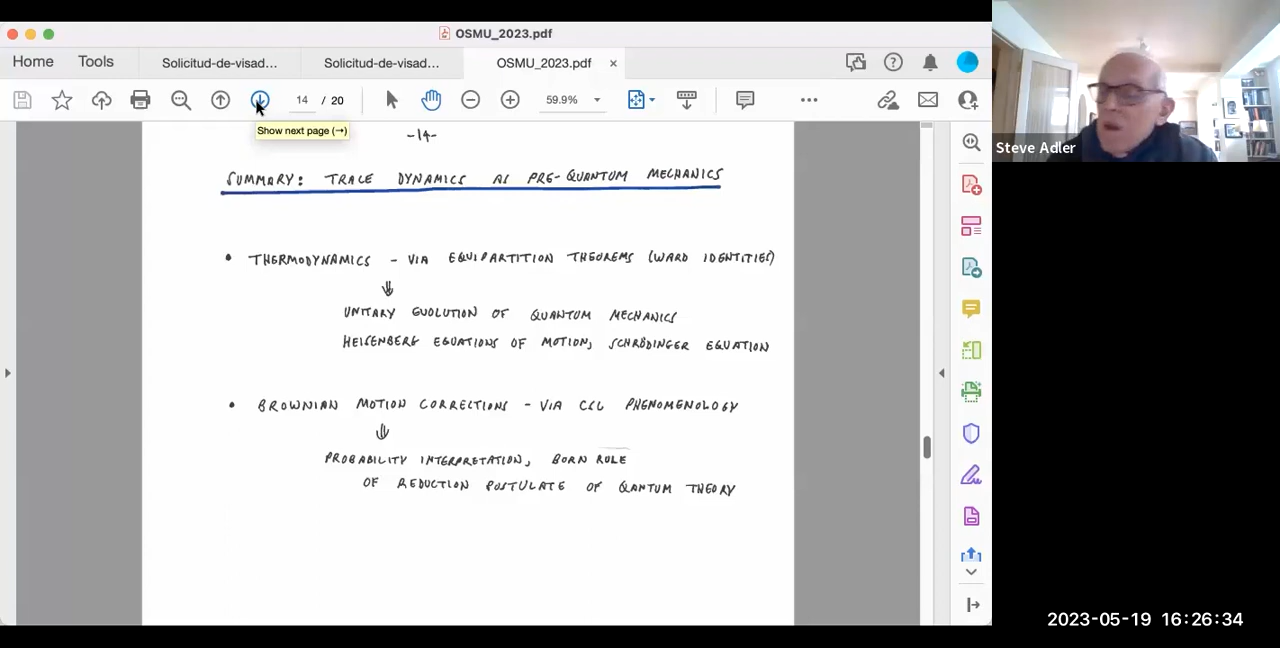 OSMU_2023.pdf
Home
Tools
Solicitud-de-visad...
Solicitud-de-visad...
OSMU_2023.pdf
14 / 20
59.9%
Show next page (→)
-14-
SUMMARY: TRACE DYNAMICS AS PRE-QUANTUM MECHANICS
• THERMODYNAMICS - VIA EQUIPARTITION THEOREMS (WARD IDENTITIES)
⇓
UNITARY EVOLUTION OF QUANTUM MECHANICS
HEISENBERG EQUATIONS OF MOTION, SCHRÖDINGER EQUATION
• BROWNIAN MOTION CORRECTIONS - VIA CSL PHENOMENOLOGY
⇓
PROBABILITY INTERPRETATION, BORN RULE
OF REDUCTION POSTULATE OF QANTUM THEORY
Steve Adler
2023-05-19 16:26:34